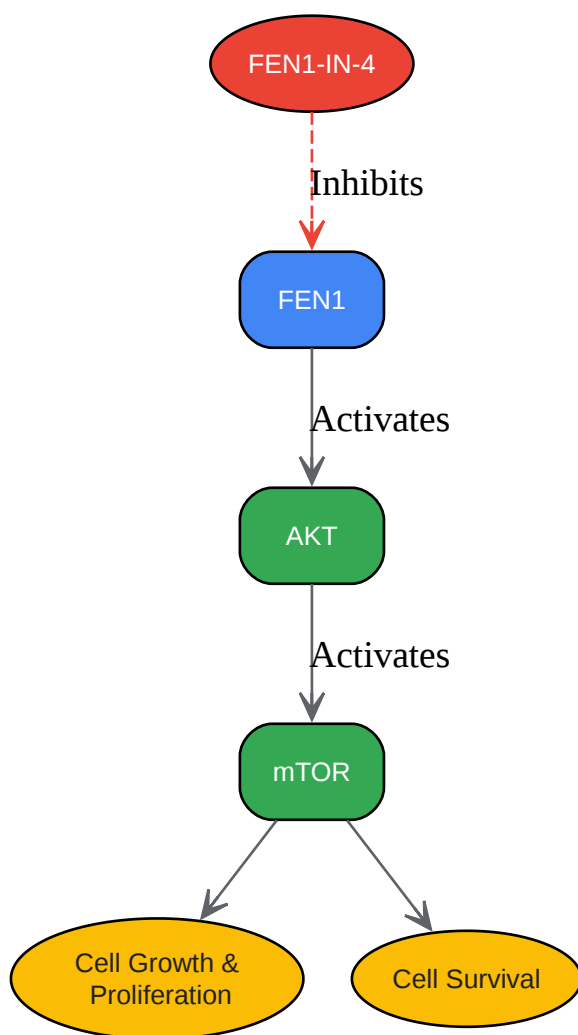 FEN1-IN-4
Inhibits
FEN1
Activates
AKT
Activates
mTOR
Cell Growth &
Proliferation
Cell Survival